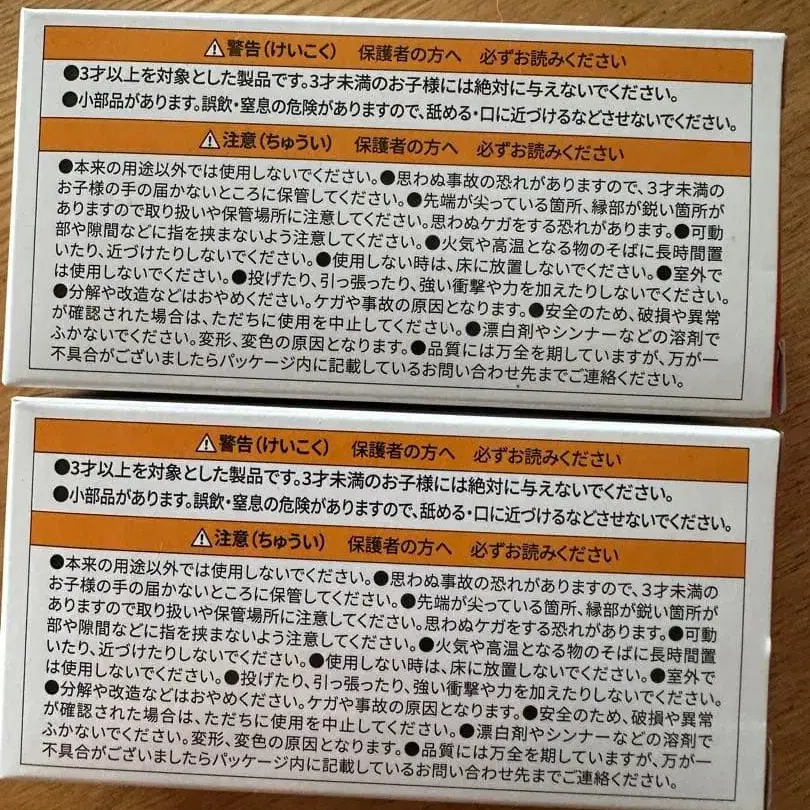 ⚠警告(けいこく) 保護者の方へ 必ずお読みください
●3才以上を対象とした製品です。3才未満のお子様には絶対に与えないでください。
●小部品があります。誤飲・窒息の危険がありますので、舐める・口に近づけるなどさせないでください。
⚠注意(ちゅうい) 保護者の方へ 必ずお読みください
●本来の用途以外では使用しないでください。●思わぬ事故の恐れがありますので、3才未満の
お子様の手の届かないところに保管してください。●先端が尖っている箇所、縁部が鋭い箇所が
ありますので取り扱いや保管場所に注意してください。思わぬケガをする恐れがあります。●可動
部や隙間などに指を挟まないよう注意してください。●火気や高温となる物のそばに長時間置
いたり、近づけたりしないでください。●使用しない時は、床に放置しないでください。●室外で
は使用しないでください。●投げたり、引っ張ったり、強い衝撃や力を加えたりしないでください。
●分解や改造などはおやめください。ケガや事故の原因となります。●安全のため、破損や異常
が確認された場合は、ただちに使用を中止してください。●漂白剤やシンナーなどの溶剤で
ふかないでください。変形、変色の原因となります。●品質には万全を期していますが、万が一
不具合がございましたらパッケージ内に記載しているお問い合わせ先までご連絡ください。
⚠警告(けいこく) 保護者の方へ 必ずお読みください
●3才以上を対象とした製品です。3才未満のお子様には絶対に与えないでください。
●小部品があります。誤飲・窒息の危険がありますので、舐める・口に近づけるなどさせないでください。
⚠注意(ちゅうい) 保護者の方へ 必ずお読みください
●本来の用途以外では使用しないでください。●思わぬ事故の恐れがありますので、3才未満の
お子様の手の届かないところに保管してください。●先端が尖っている箇所、縁部が鋭い箇所が
ありますので取り扱いや保管場所に注意してください。思わぬケガをする恐れがあります。●可動
部や隙間などに指を挟まないよう注意してください。●火気や高温となる物のそばに長時間置
いたり、近づけたりしないでください。●使用しない時は、床に放置しないでください。●室外で
は使用しないでください。●投げたり、引っ張ったり、強い衝撃や力を加えたりしないでください。
●分解や改造などはおやめください。ケガや事故の原因となります。●安全のため、破損や異常
が確認された場合は、ただちに使用を中止してください。●漂白剤やシンナーなどの溶剤で
ふかないでください。変形、変色の原因となります。●品質には万全を期していますが、万が一
不具合がございましたらパッケージ内に記載しているお問い合わせ先までご連絡ください。